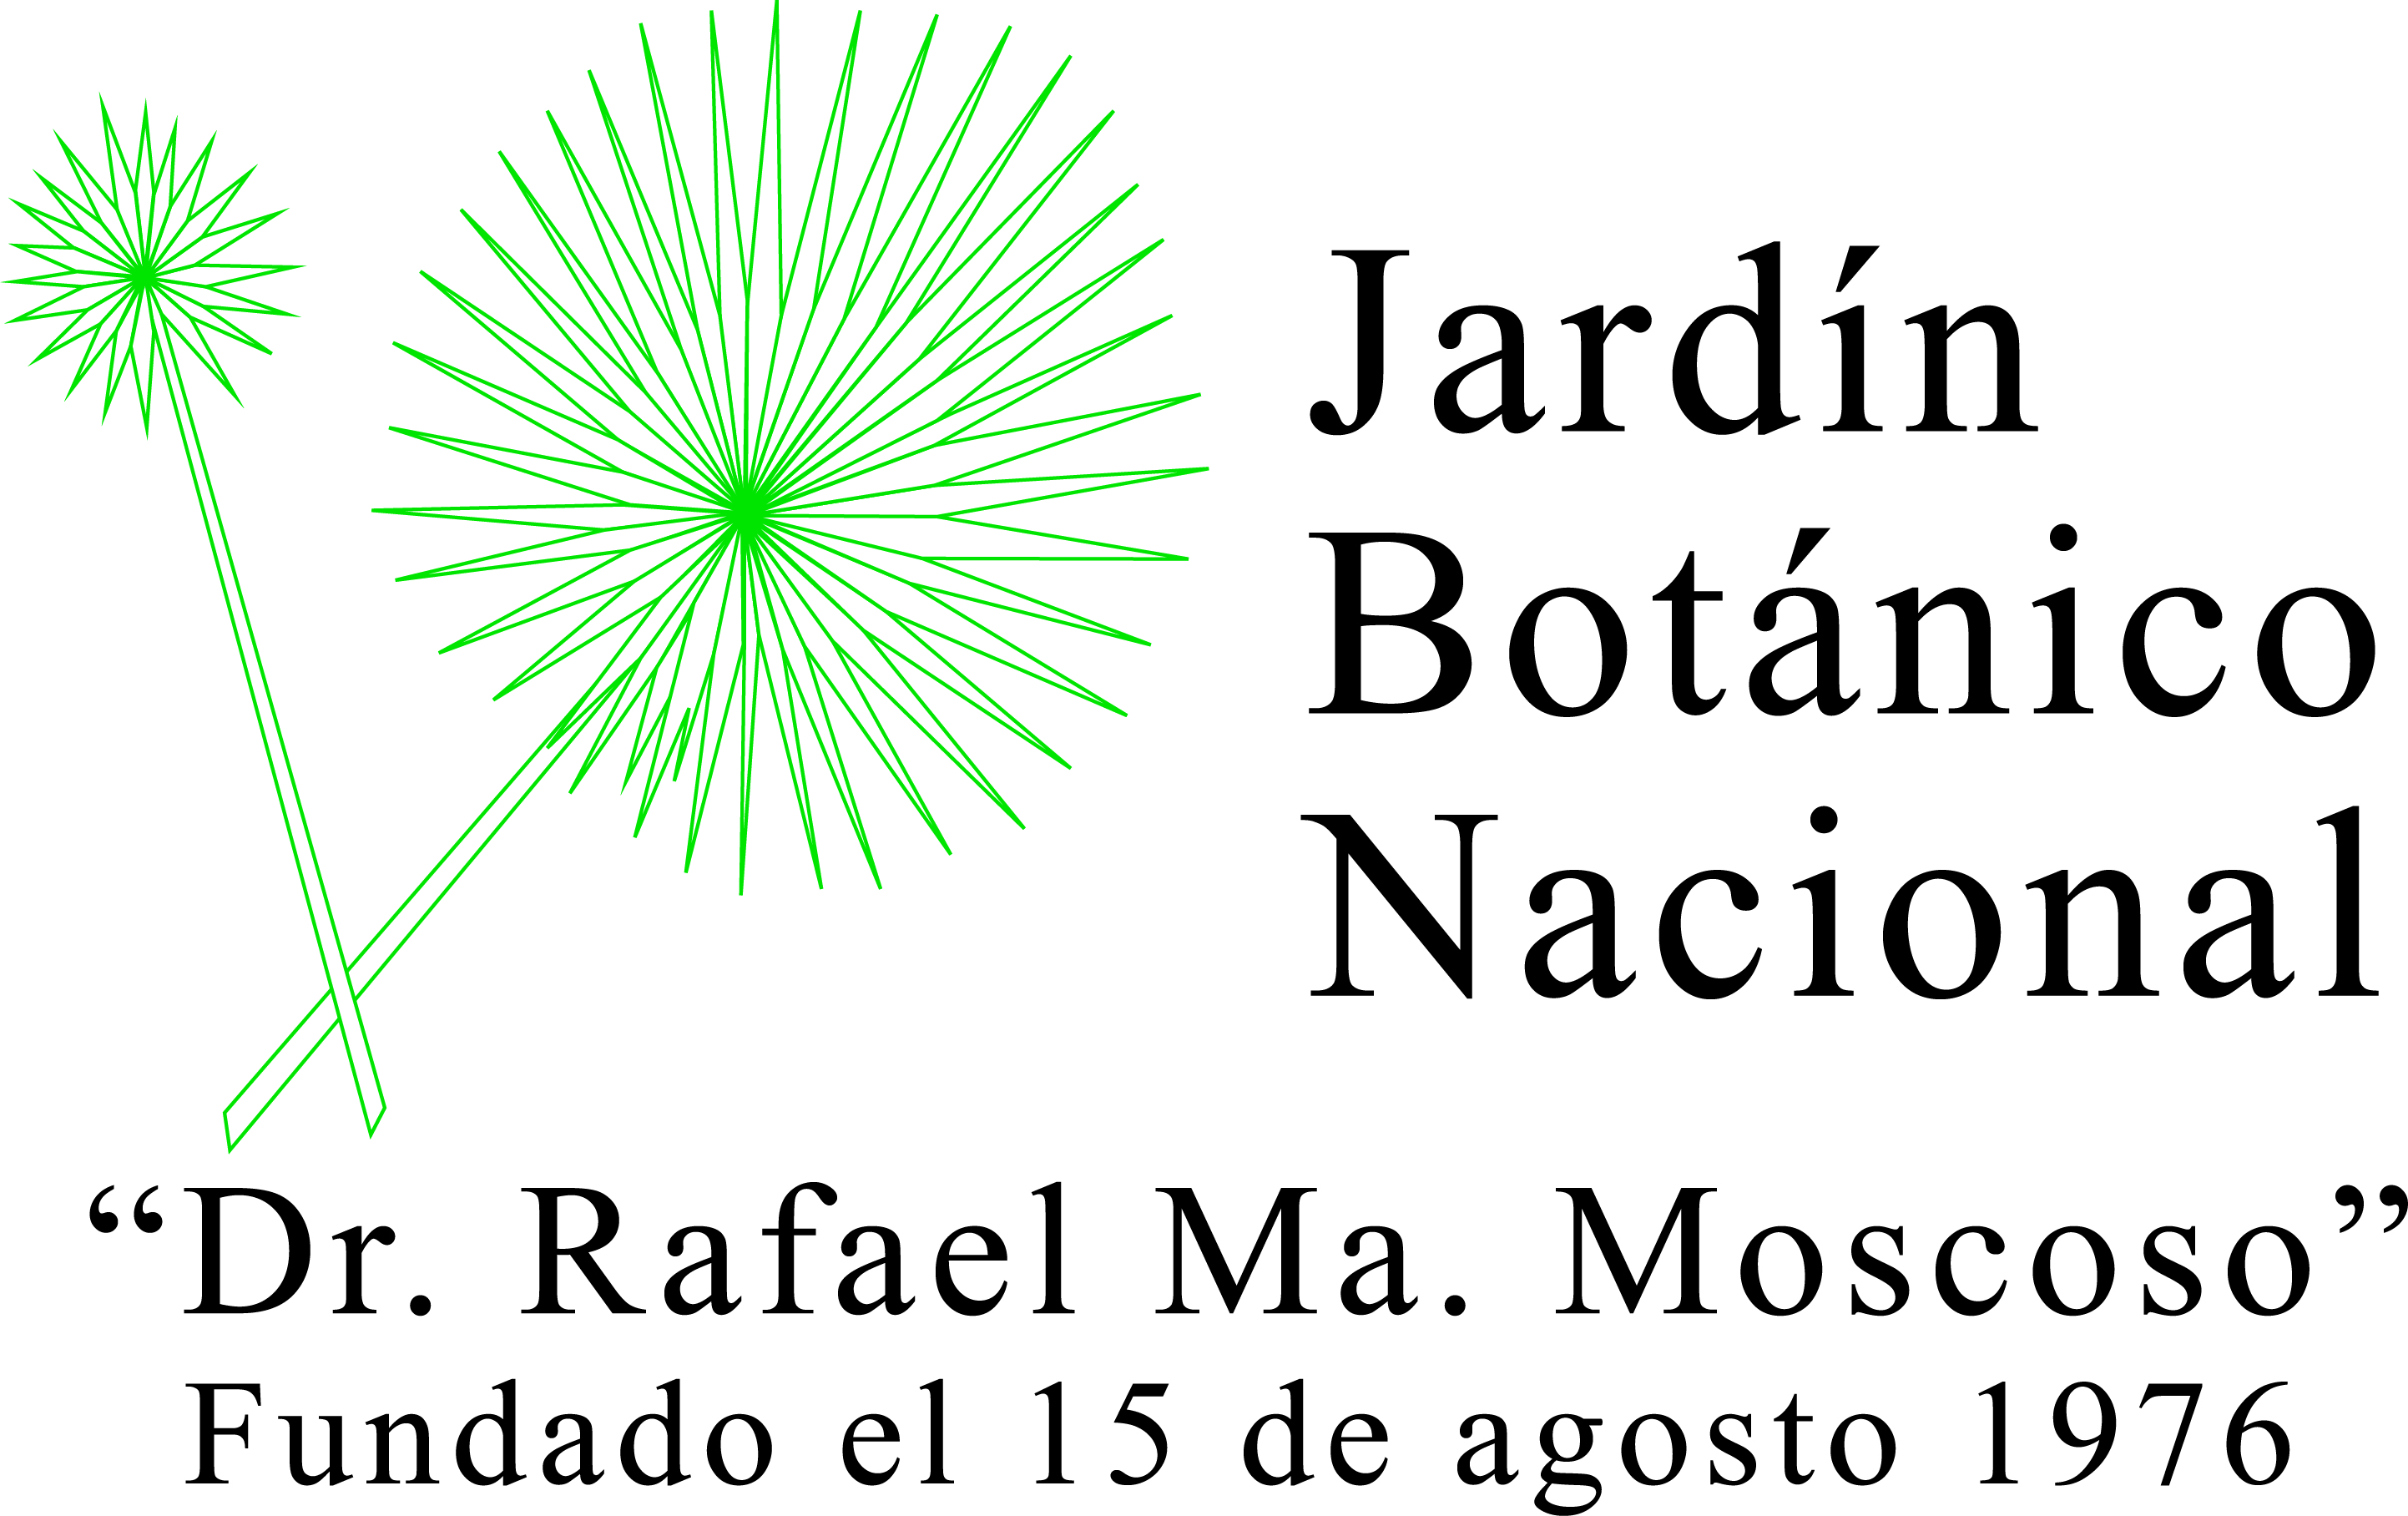 Jardín
Botánico
Nacional
“Dr. Rafael Ma. Moscoso”
Fundado el 15 de agosto 1976